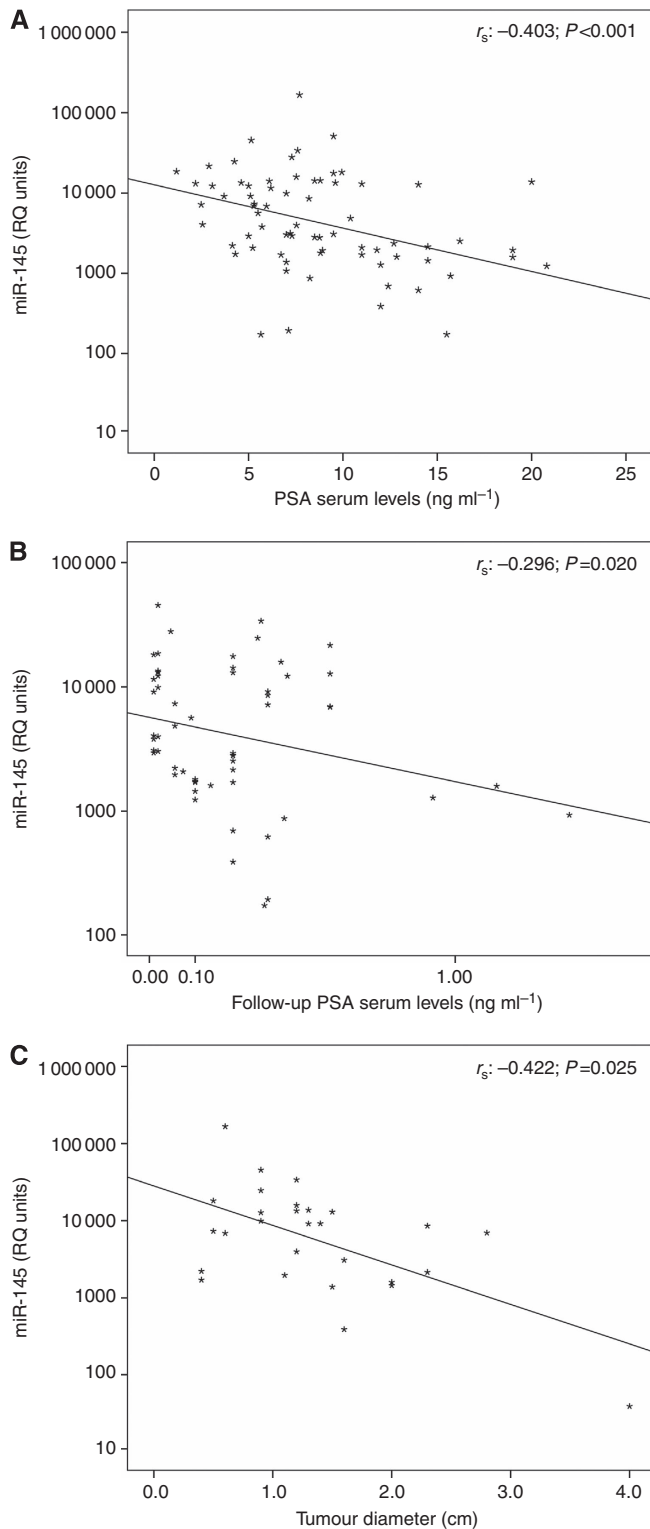 A
r_s: –0.403; P<0.001
miR-145 (RQ units)
1 000 000
100 000
10 000
1000
100
10
0 5 10 15 20 25
PSA serum levels (ng ml⁻¹)
B
r_s: –0.296; P=0.020
miR-145 (RQ units)
100 000
10 000
1000
100
0.00 0.10 1.00
Follow-up PSA serum levels (ng ml⁻¹)
C
r_s: –0.422; P=0.025
miR-145 (RQ units)
1 000 000
100 000
10 000
1000
100
10
0.0 1.0 2.0 3.0 4.0
Tumour diameter (cm)